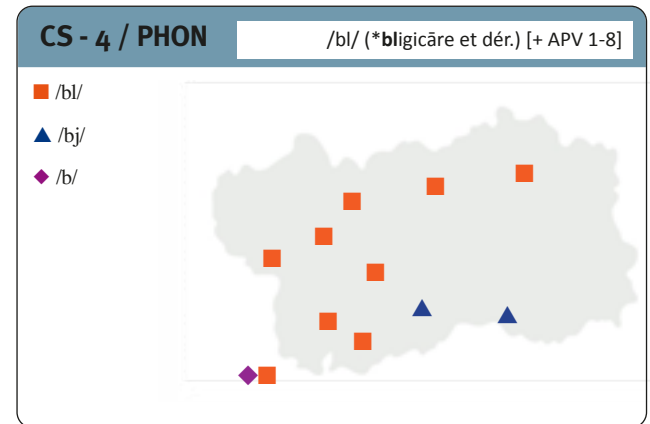 CS - 4 / PHON
/bl/ (*bligicāre et dér.) [+ APV 1-8]
/bl/
/bj/
/b/